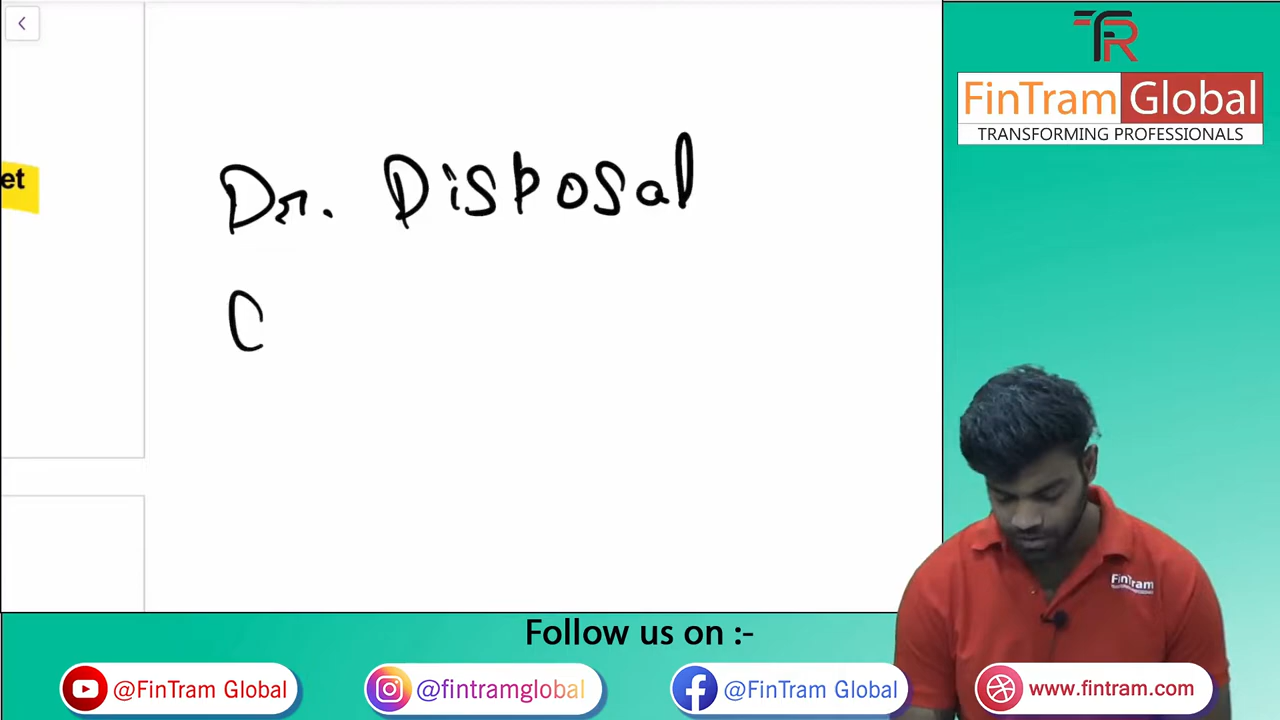 et
Dr. Disposal
C
TR
FinTram Global
TRANSFORMING PROFESSIONALS
FinTram
Follow us on :-
@FinTram Global
@fintramglobal
@FinTram Global
www.fintram.com